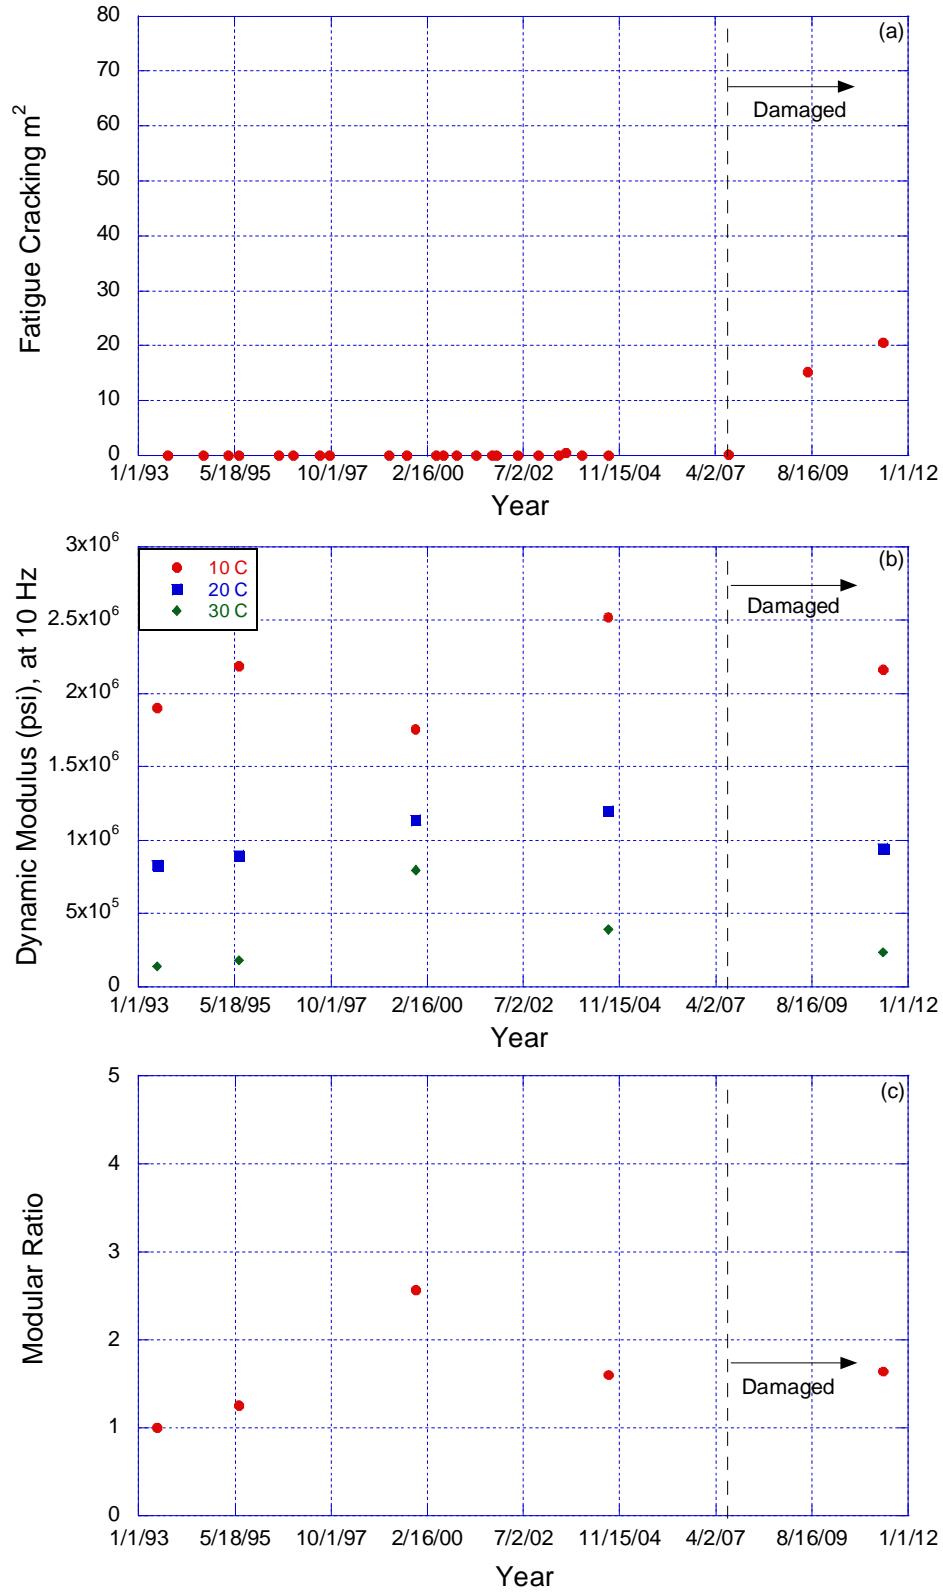 (a)
80
70
60
50
40
30
20
10
0
Fatigue Cracking m²
Damaged
1/1/93 5/18/95 10/1/97 2/16/00 7/2/02 11/15/04 4/2/07 8/16/09 1/1/12
Year
(b)
3x10⁶
2.5x10⁶
2x10⁶
1.5x10⁶
1x10⁶
5x10⁵
0
Dynamic Modulus (psi), at 10 Hz
10 C
20 C
30 C
Damaged
1/1/93 5/18/95 10/1/97 2/16/00 7/2/02 11/15/04 4/2/07 8/16/09 1/1/12
Year
(c)
5
4
3
2
1
0
Modular Ratio
Damaged
1/1/93 5/18/95 10/1/97 2/16/00 7/2/02 11/15/04 4/2/07 8/16/09 1/1/12
Year